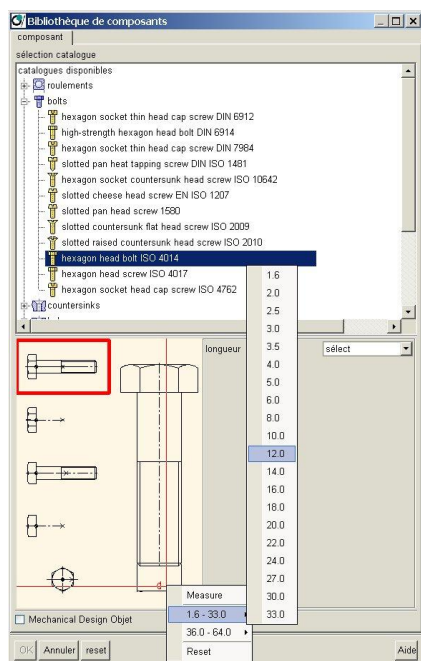 Bibliothèque de composants
composant
sélection catalogue
catalogues disponibles
roulements
bolts
hexagon socket thin head cap screw DIN 6912
high-strength hexagon head bolt DIN 6914
hexagon socket thin head cap screw DIN 7984
slotted pan heat tapping screw DIN ISO 1481
hexagon socket countersunk head screw ISO 10642
slotted cheese head screw EN ISO 1207
slotted pan head screw 1580
slotted countersunk flat head screw ISO 2009
slotted raised countersunk head screw ISO 2010
hexagon head bolt ISO 4014
hexagon head screw ISO 4017
hexagon socket head cap screw ISO 4762
countersinks
longueur
sélect
1.6
2.0
2.5
3.0
3.5
4.0
5.0
6.0
8.0
10.0
12.0
14.0
16.0
18.0
20.0
22.0
24.0
27.0
30.0
33.0
d
Measure
1.6 - 33.0
36.0 - 64.0
Reset
Mechanical Design Objet
OK
Annuler
reset
Aide